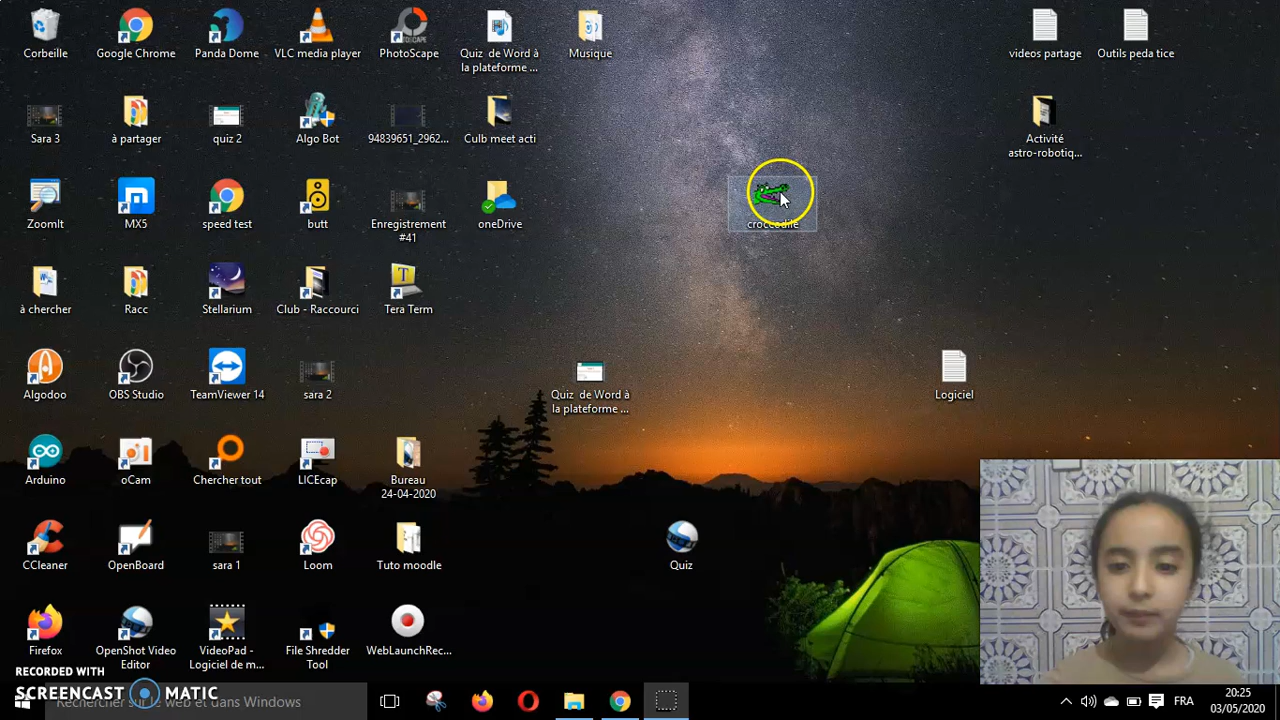 Corbeille
Google Chrome
Panda Dome
VLC media player
PhotoScape
Quiz de Word à
la plateforme ...
Musique
videos partage
Outils peda tice
Sara 3
à partager
quiz 2
Algo Bot
94839651_2962...
Culb meet acti
Activité
astro-robotiq...
ZoomIt
MX5
speed test
butt
Enregistrement
#41
oneDrive
croccodile
à chercher
Racc
Stellarium
Club - Raccourci
Tera Term
Algodoo
OBS Studio
TeamViewer 14
sara 2
Quiz de Word à
la plateforme ...
Logiciel
Arduino
oCam
Chercher tout
LICEcap
Bureau
24-04-2020
CCleaner
OpenBoard
sara 1
Loom
Tuto moodle
Quiz
Firefox
OpenShot Video
Editor
VideoPad -
Logiciel de m...
File Shredder
Tool
WebLaunchRec...
RECORDED WITH
SCREENCAST MATIC
Rechercher sur le web et dans Windows
FRA
20:25
03/05/2020